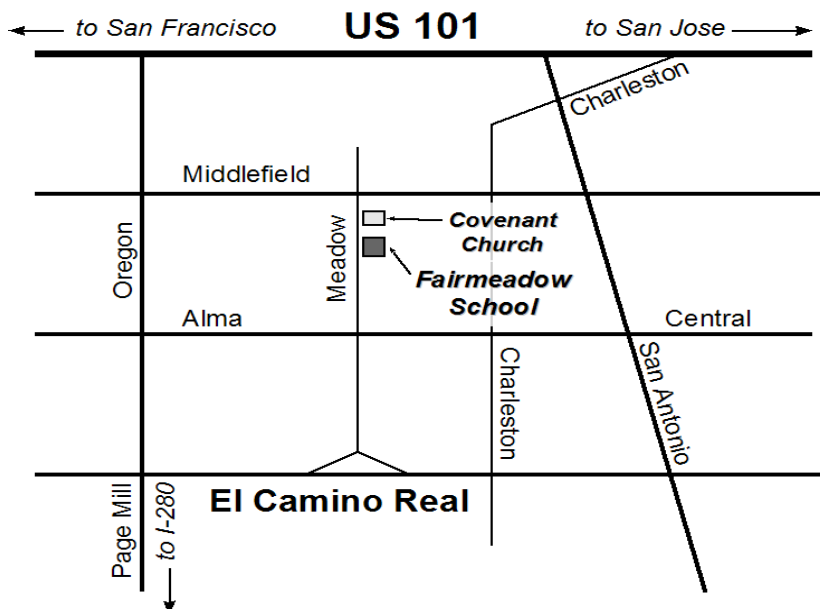 to San Francisco
US 101
to San Jose
Charleston
Middlefield
Oregon
Meadow
Covenant
Church
Fairmeadow
School
Alma
Central
Charleston
San Antonio
El Camino Real
Page Mill
to I-280